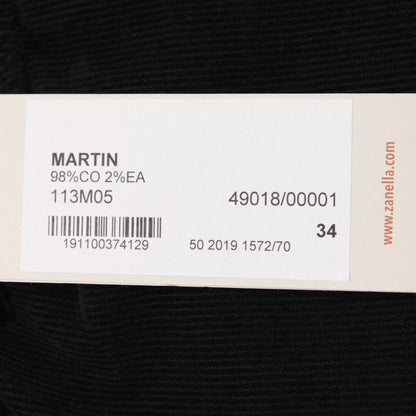 MARTIN
98%CO 2%EA
113M05
49018/00001
34
191100374129
50 2019 1572/70
www.zanella.com